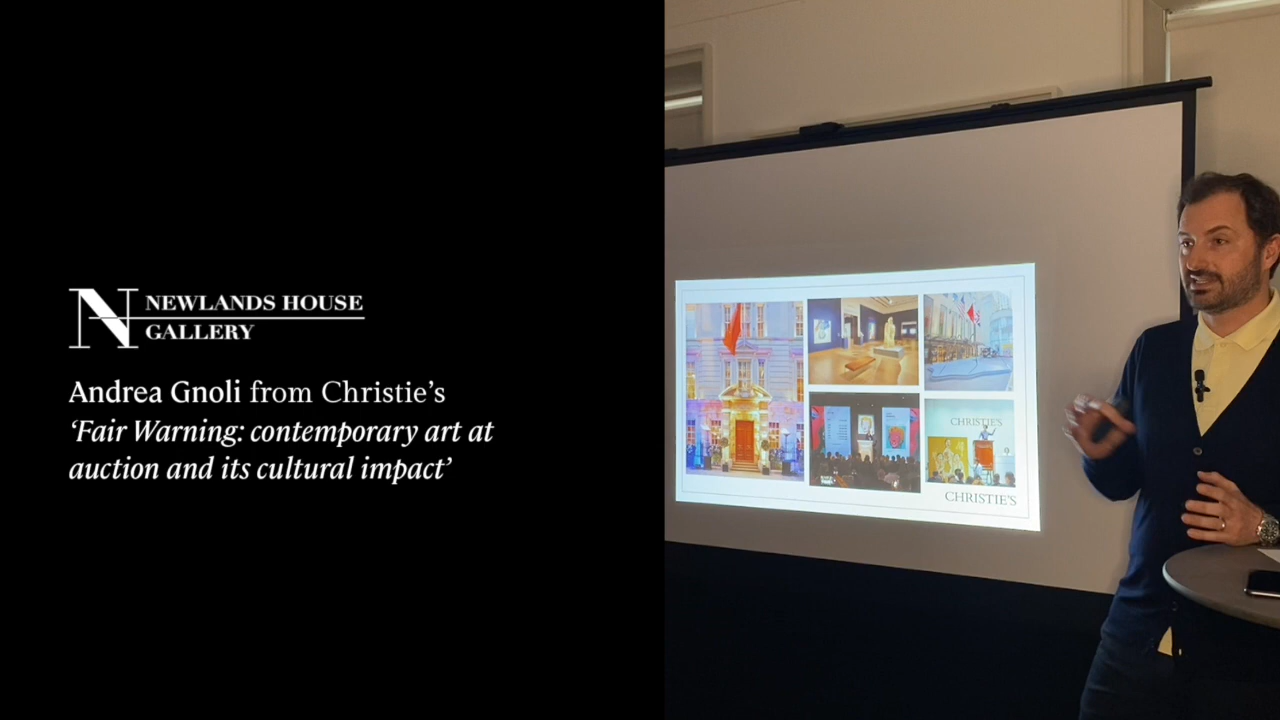 NEWLANDS HOUSE
GALLERY
Andrea Gnoli from Christie’s
‘Fair Warning: contemporary art at
auction and its cultural impact’
CHRISTIE'S
CHRISTIE'S